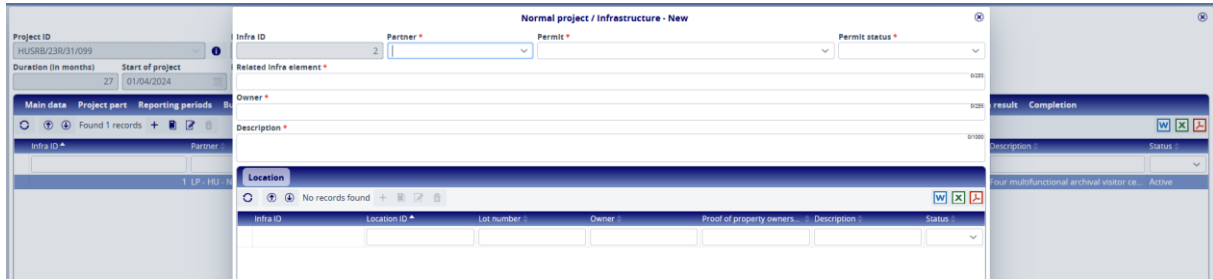 Normal project / Infrastructure - New
Project ID
HUSRB/23R/31/099
Duration (in months) Start of project
27 01/04/2024
Infra ID Partner * Permit * Permit status *
2
Related Infra element *
0/255
Owner *
0/255
Description *
0/1000
Main data Project part Reporting periods Bu
result Completion
Found 1 records
Infra ID Partner
Description Status
1 LP - HU - N
Four multifunctional archival visitor ce... Active
Location
No records found
Infra ID Location ID Lot number Owner Proof of property owners... Description Status